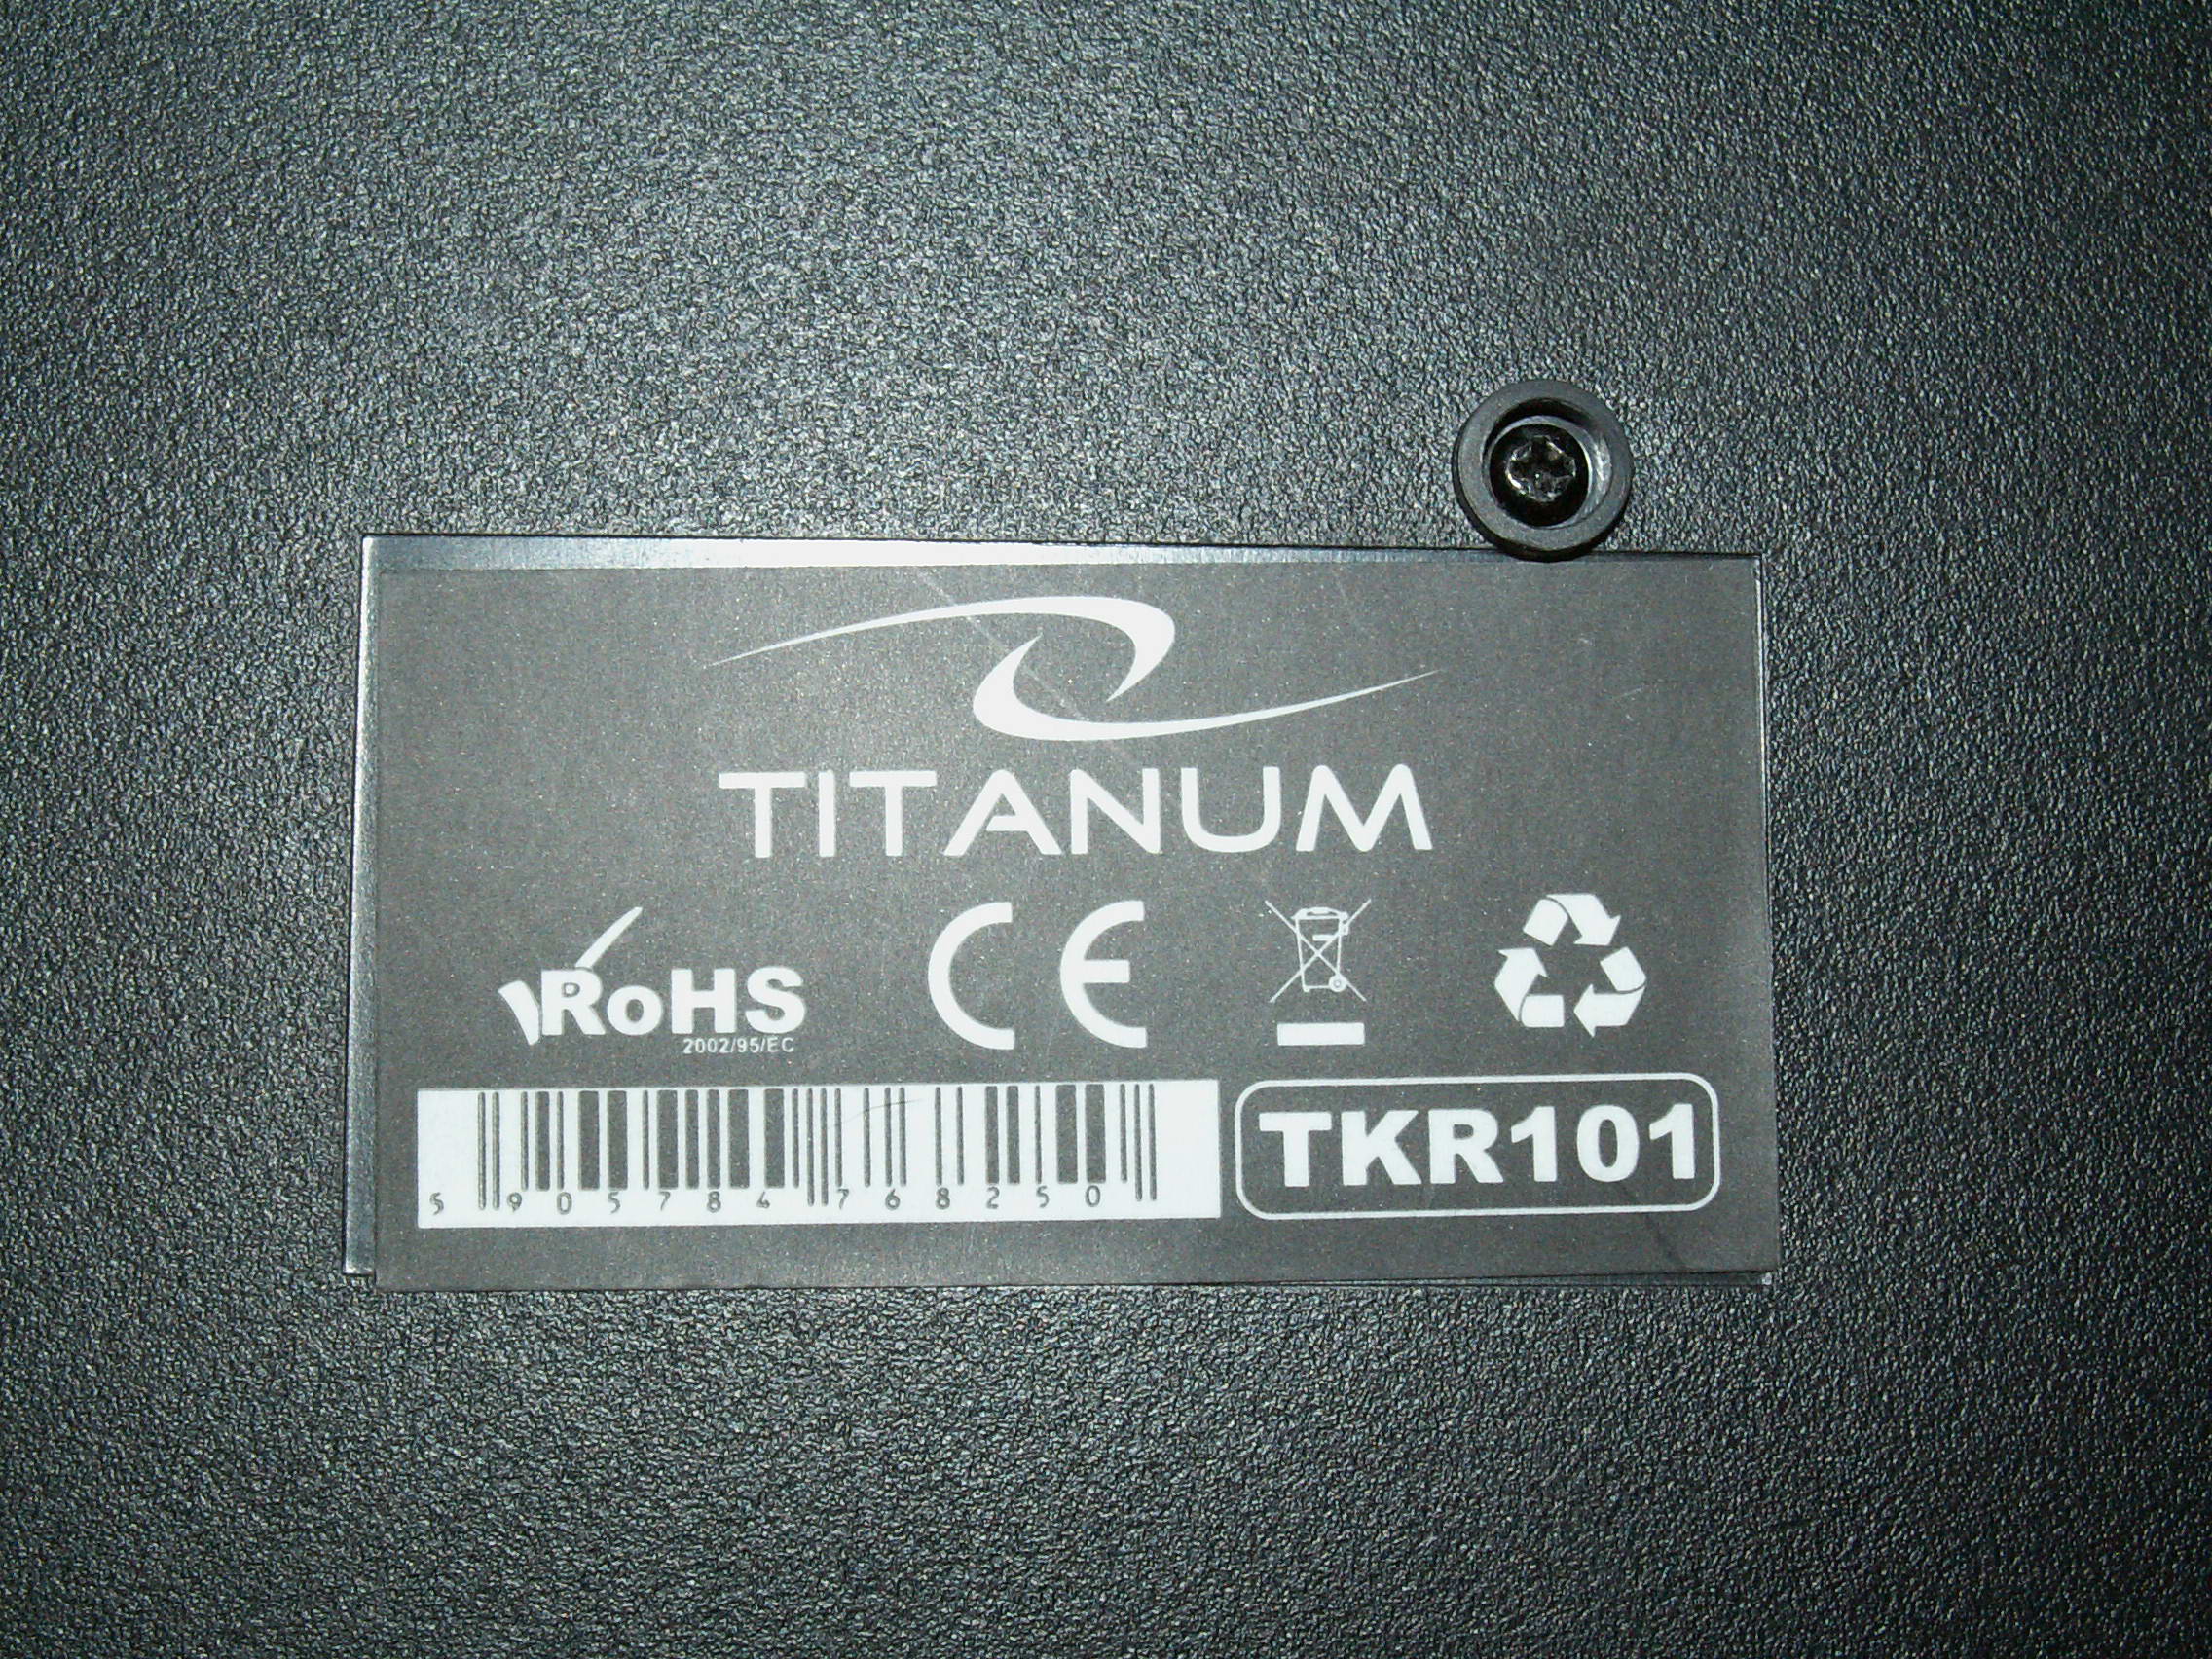 TITANUM
RoHS
2002/95/EC
CE
5 905784 768250
TKR101